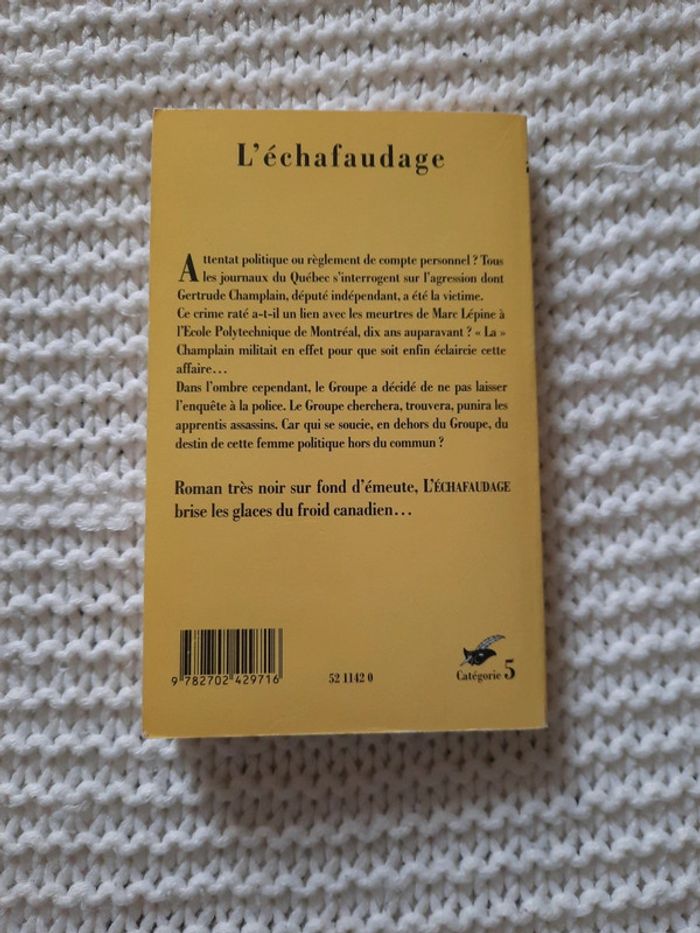 L'échafaudage
Attentat politique ou règlement de compte personnel ? Tous
les journaux du Québec s'interrogent sur l'agression dont
Gertrude Champlain, député indépendant, a été la victime.
Ce crime raté a-t-il un lien avec les meurtres de Marc Lépine à
l'Ecole Polytechnique de Montréal, dix ans auparavant ? « La »
Champlain militait en effet pour que soit enfin éclaircie cette
affaire...
Dans l'ombre cependant, le Groupe a décidé de ne pas laisser
l'enquête à la police. Le Groupe cherchera, trouvera, punira les
apprentis assassins. Car qui se soucie, en dehors du Groupe, du
destin de cette femme politique hors du commun ?
Roman très noir sur fond d'émeute, L'ÉCHAFAUDAGE
brise les glaces du froid canadien...
9 782702 429716
52 1142 0
Catégorie 5